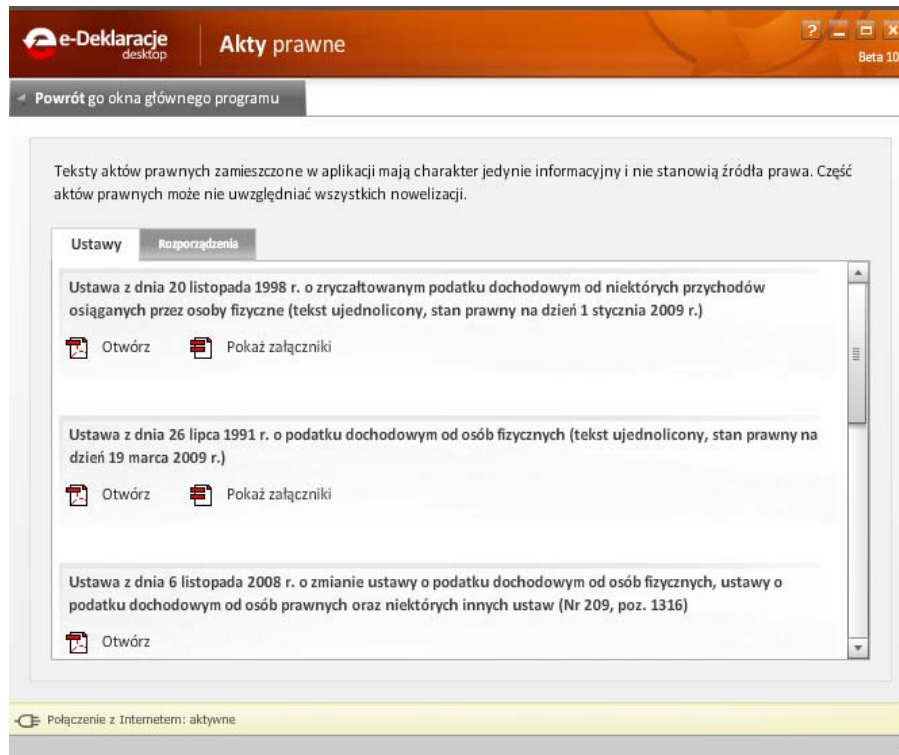 e-Deklaracje
desktop
Akty prawne
?
Beta 10
Powrót go okna głównego programu
Teksty aktów prawnych zamieszczone w aplikacji mają charakter jedynie informacyjny i nie stanowią źródła prawa. Część
aktów prawnych może nie uwzględniać wszystkich nowelizacji.
Ustawy
Rozporządzenia
Ustawa z dnia 20 listopada 1998 r. o zryczałtowanym podatku dochodowym od niektórych przychodów
osiąganych przez osoby fizyczne (tekst ujednolicony, stan prawny na dzień 1 stycznia 2009 r.)
Otwórz Pokaż załączniki
Ustawa z dnia 26 lipca 1991 r. o podatku dochodowym od osób fizycznych (tekst ujednolicony, stan prawny na
dzień 19 marca 2009 r.)
Otwórz Pokaż załączniki
Ustawa z dnia 6 listopada 2008 r. o zmianie ustawy o podatku dochodowym od osób fizycznych, ustawy o
podatku dochodowym od osób prawnych oraz niektórych innych ustaw (Nr 209, poz. 1316)
Otwórz
Połączenie z Internetem: aktywne